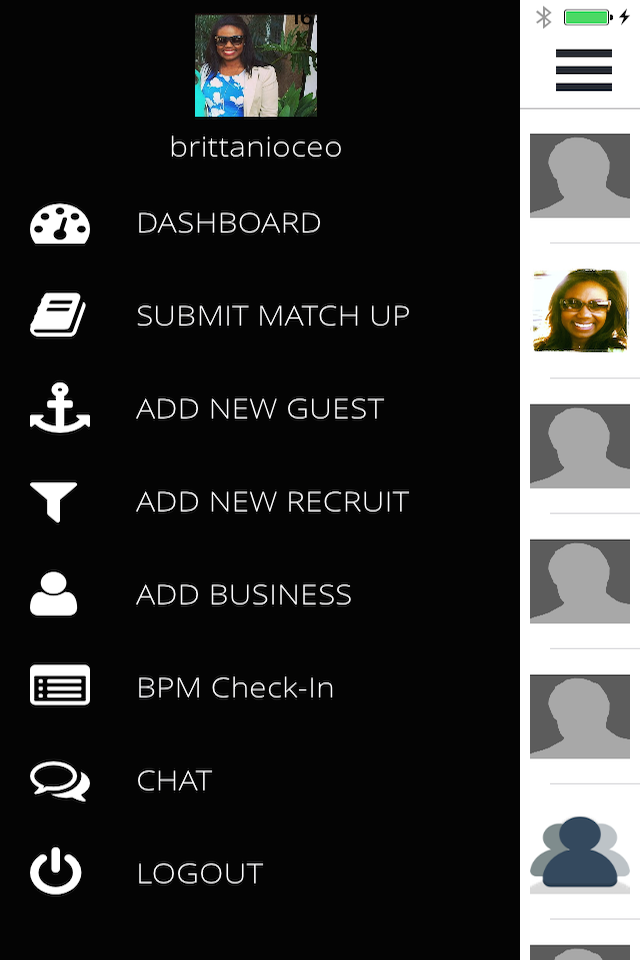 brittanioceo
DASHBOARD
SUBMIT MATCH UP
ADD NEW GUEST
ADD NEW RECRUIT
ADD BUSINESS
BPM Check-In
CHAT
LOGOUT